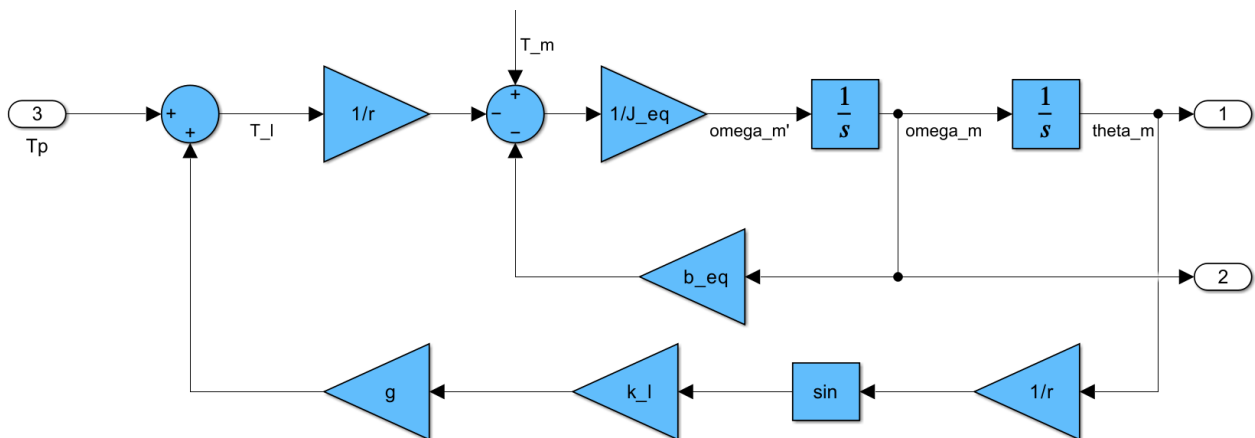 T_m
3
+
+
T_l
1/r
+
−
−
1/J_eq
omega_m'
1
s
omega_m
1
s
theta_m
1
Tp
b_eq
2
g
k_l
sin
1/r